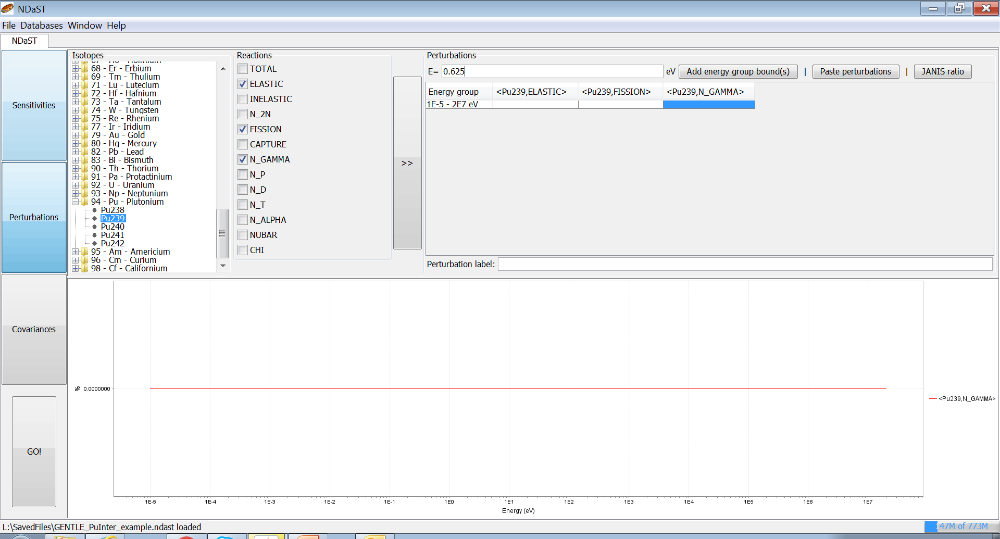 NDaST
File Databases Window Help
NDaST
Sensitivities
Perturbations
Covariances
GO!
Isotopes
67 - Ho - Holmium
68 - Er - Erbium
69 - Tm - Thulium
71 - Lu - Lutecium
72 - Hf - Hafnium
73 - Ta - Tantalum
74 - W - Tungsten
75 - Re - Rhenium
77 - Ir - Iridium
79 - Au - Gold
80 - Hg - Mercury
82 - Pb - Lead
83 - Bi - Bismuth
90 - Th - Thorium
91 - Pa - Protactinium
92 - U - Uranium
93 - Np - Neptunium
94 - Pu - Plutonium
Pu238
Pu239
Pu240
Pu241
Pu242
95 - Am - Americium
96 - Cm - Curium
98 - Cf - Californium
Reactions
TOTAL
ELASTIC
INELASTIC
N_2N
FISSION
CAPTURE
N_GAMMA
N_P
N_D
N_T
N_ALPHA
NUBAR
CHI
>>
Perturbations
E= 0.625 eV Add energy group bound(s) | Paste perturbations | JANIS ratio
Energy group <Pu239,ELASTIC> <Pu239,FISSION> <Pu239,N_GAMMA>
1E-5 - 2E7 eV
Perturbation label:
% 0.0000000
<Pu239,N_GAMMA>
1E-5 1E-4 1E-3 1E-2 1E-1 1E0 1E1 1E2 1E3 1E4 1E5 1E6 1E7
Energy (eV)
L:\SavedFiles\GENTLE_PuInter_example.ndast loaded
147M of 773M